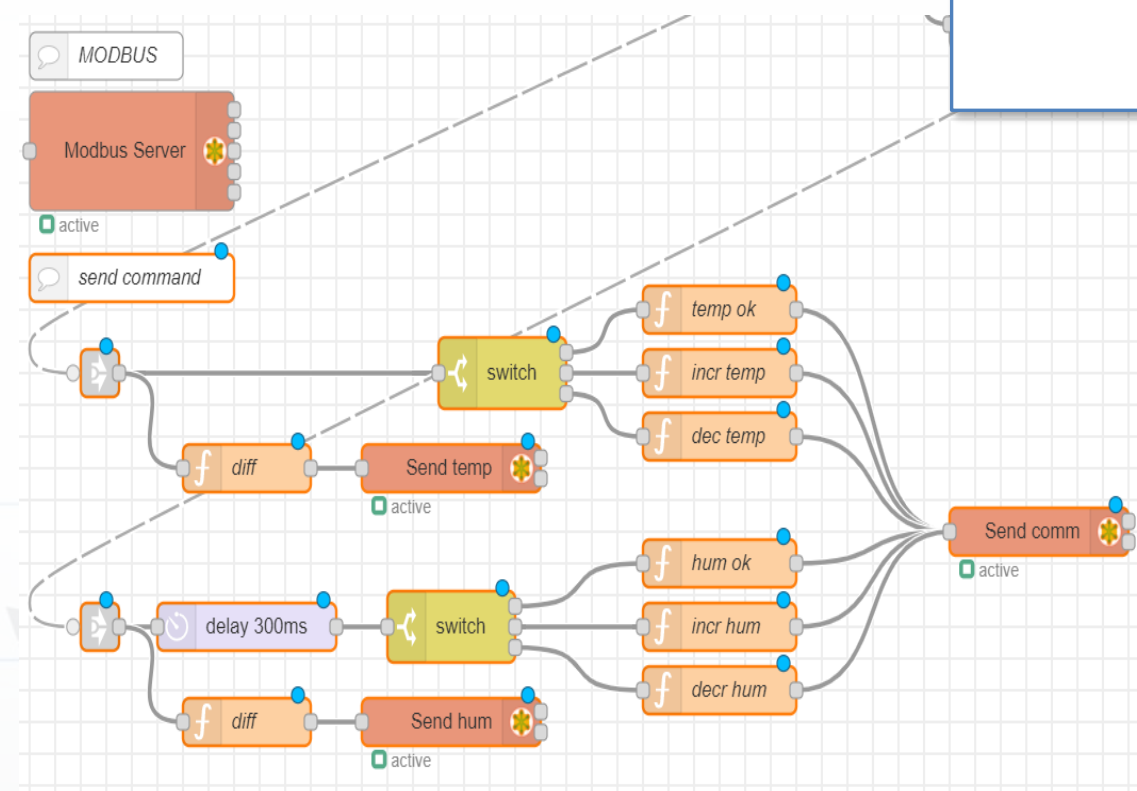 MODBUS
Modbus Server
active
send command
temp ok
switch
incr temp
dec temp
diff
Send temp
active
Send comm
active
hum ok
delay 300ms
switch
incr hum
decr hum
diff
Send hum
active